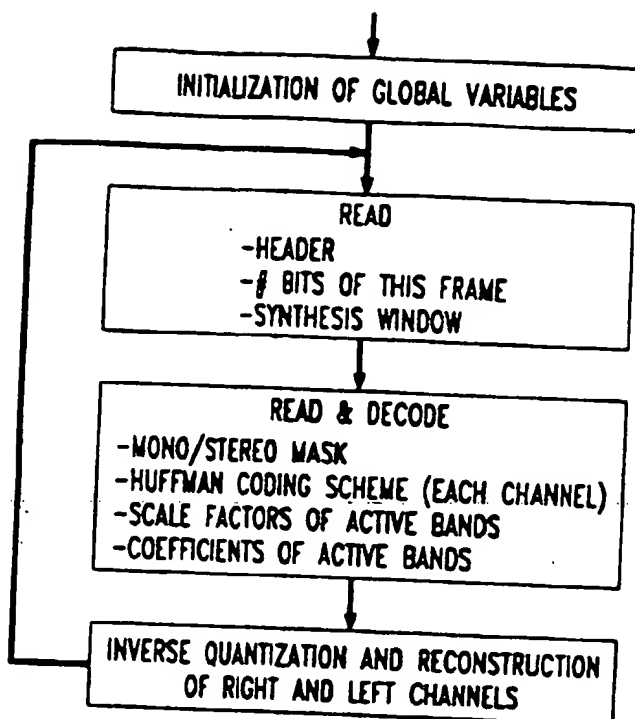 INITIALIZATION OF GLOBAL VARIABLES
READ
-HEADER
-# BITS OF THIS FRAME
-SYNTHESIS WINDOW
READ & DECODE
-MONO/STEREO MASK
-HUFFMAN CODING SCHEME (EACH CHANNEL)
-SCALE FACTORS OF ACTIVE BANDS
-COEFFICIENTS OF ACTIVE BANDS
INVERSE QUANTIZATION AND RECONSTRUCTION
OF RIGHT AND LEFT CHANNELS